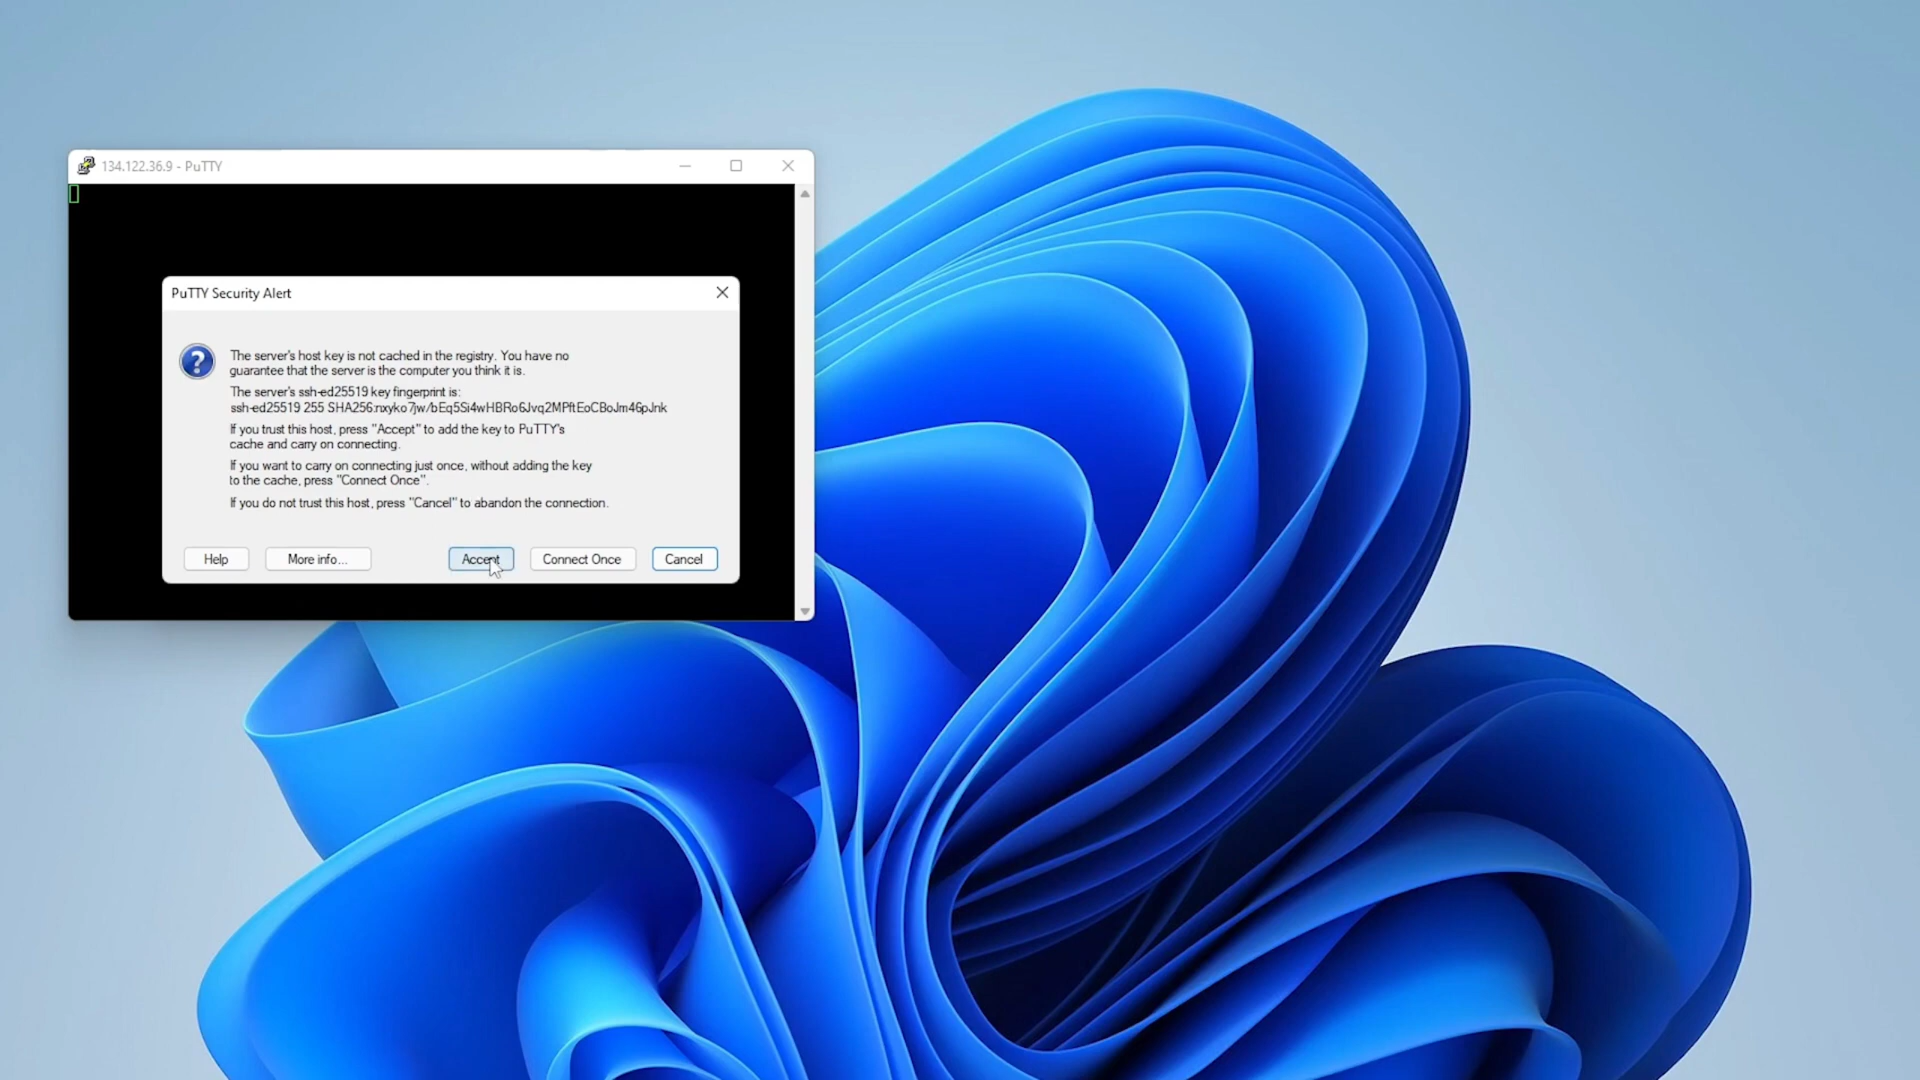 134.122.36.9 - PuTTY
PuTTY Security Alert
The server's host key is not cached in the registry. You have no
guarantee that the server is the computer you think it is.
The server's ssh-ed25519 key fingerprint is:
ssh-ed25519 255 SHA256:nxyko7jw/bEq5Si4wHBRo6Jvq2MPftEoCBoJm46pJnk
If you trust this host, press "Accept" to add the key to PuTTY's
cache and carry on connecting.
If you want to carry on connecting just once, without adding the key
to the cache, press "Connect Once".
If you do not trust this host, press "Cancel" to abandon the connection.
Help More info... Accept Connect Once Cancel